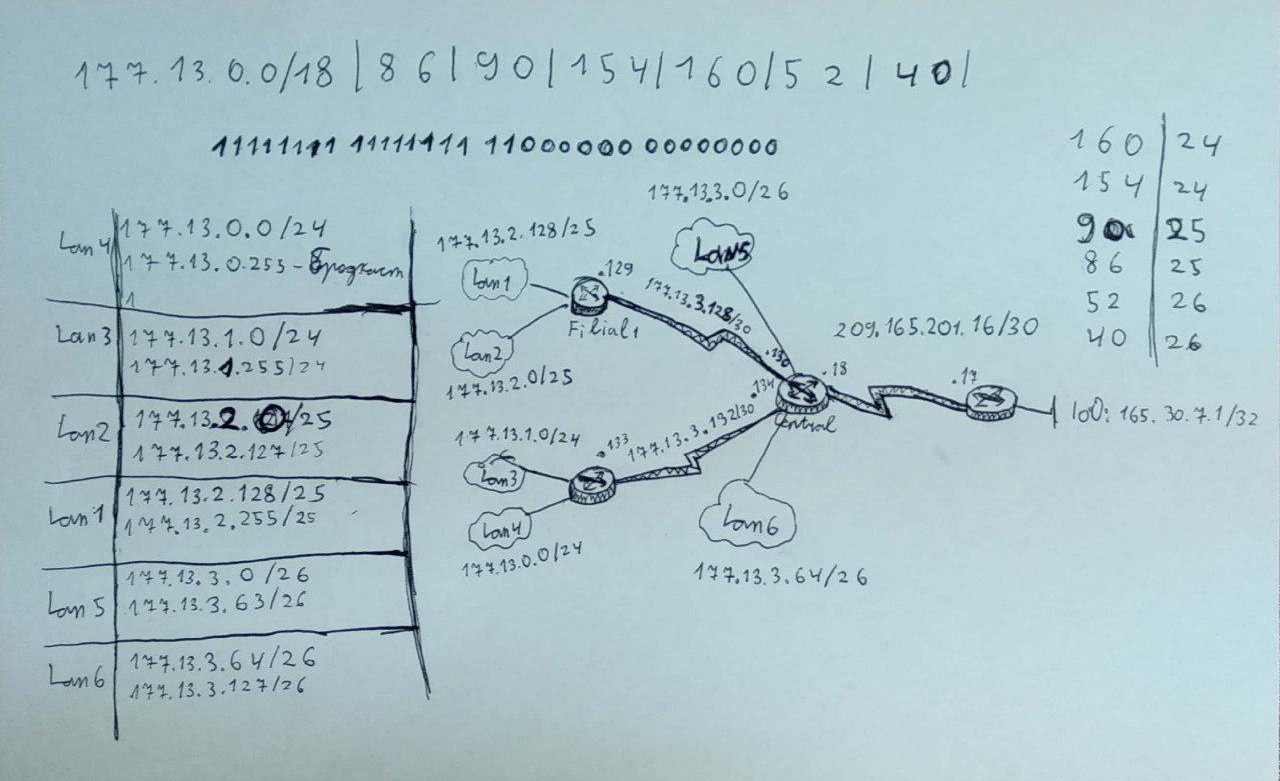 177.13.0.0/18 | 86 | 90 | 154 | 160 | 52 | 40 |
11111111 11111111 11000000 00000000
160 | 24
154 | 24
90 | 25
86 | 25
52 | 26
40 | 26
Lan4
177.13.0.0/24
177.13.0.255 - бродкаст
1
Lan3
177.13.1.0/24
177.13.1.255/24
Lan2
177.13.2.0/25
177.13.2.127/25
Lan1
177.13.2.128/25
177.13.2.255/25
Lan5
177.13.3.0/26
177.13.3.63/26
Lan6
177.13.3.64/26
177.13.3.127/26
177.13.3.0/26
Lan5
177.13.2.128/25
Lan1
.129
Filial1
Lan2
177.13.2.0/25
177.13.3.128/30
.130
209.165.201.16/30
.18
.17
Central
lo0: 165.30.7.1/32
.134
177.13.3.132/30
.133
177.13.1.0/24
Lan3
Lan4
177.13.0.0/24
Lan6
177.13.3.64/26